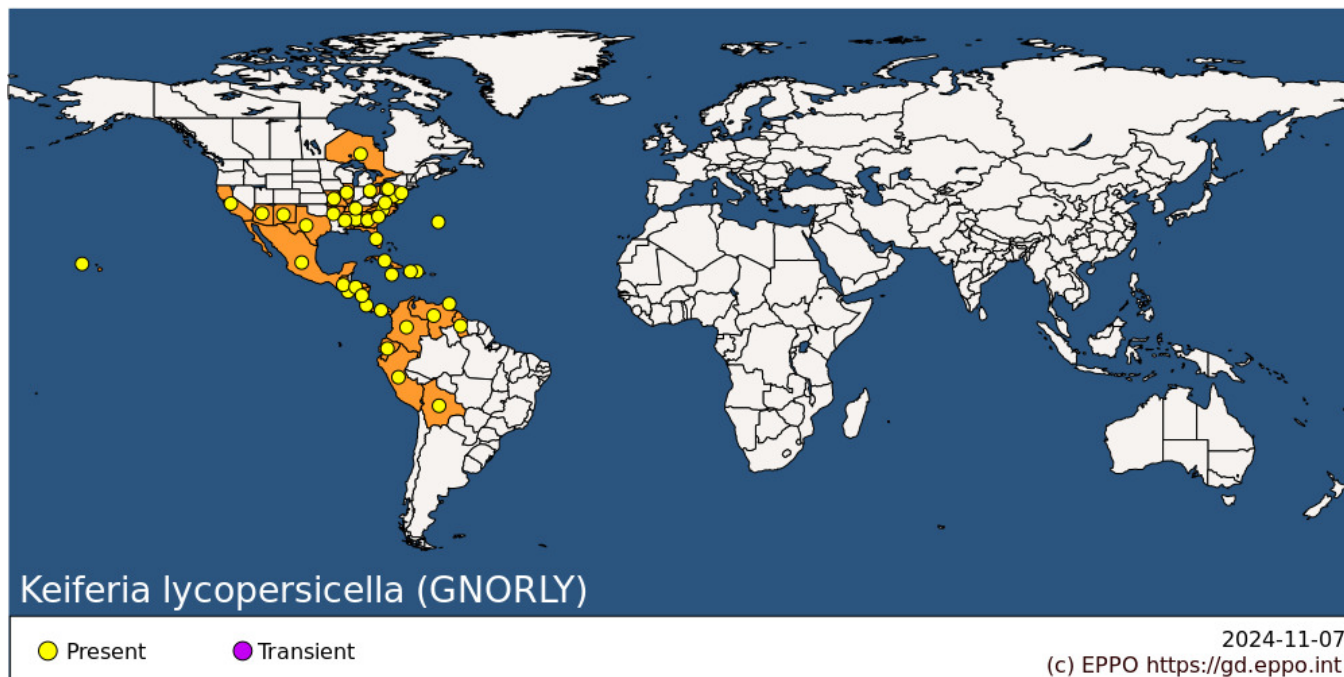 Keiferia lycopersicella (GNORLY)
Present
Transient
2024-11-07
(c) EPPO https://gd.eppo.int